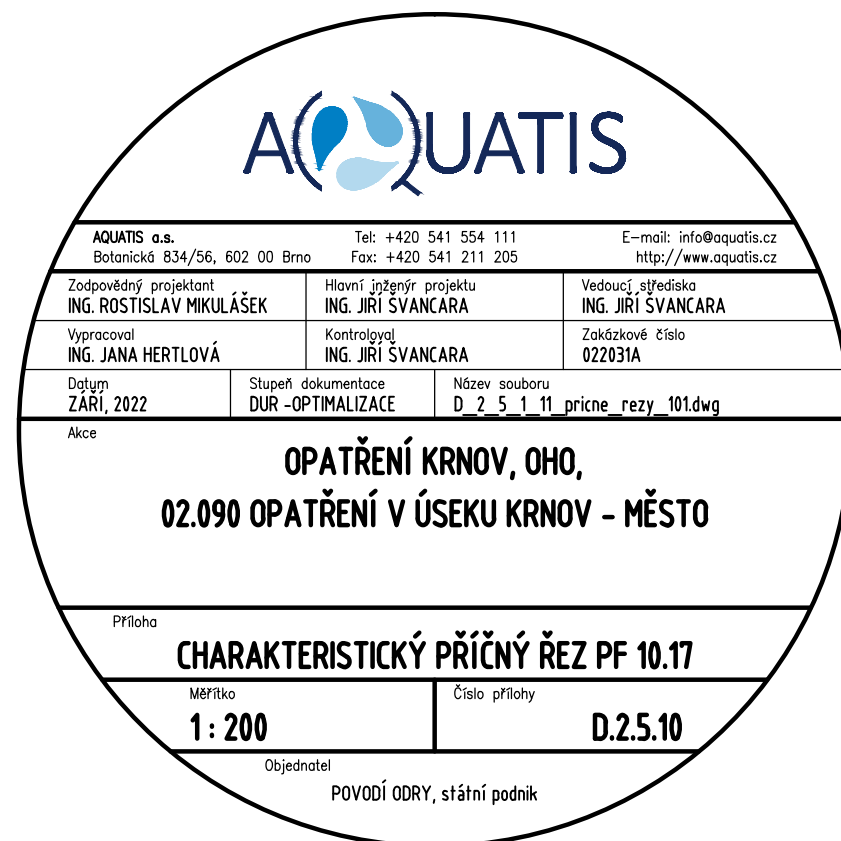 AQUATIS
AQUATIS a.s. Tel: +420 541 554 111 E-mail: info@aquatis.cz
Botanická 834/56, 602 00 Brno Fax: +420 541 211 205 http://www.aquatis.cz
Zodpovědný projektant Hlavní inženýr projektu Vedoucí střediska
ING. ROSTISLAV MIKULÁŠEK ING. JIŘÍ ŠVANCARA ING. JIŘÍ ŠVANCARA
Vypracoval Kontroloval Zakázkové číslo
ING. JANA HERTLOVÁ ING. JIŘÍ ŠVANCARA 022031A
Datum Stupeň dokumentace Název souboru
ZÁŘÍ, 2022 DUR -OPTIMALIZACE D_2_5_1_11_pricne_rezy_101.dwg
Akce
OPATŘENÍ KRNOV, OHO,
02.090 OPATŘENÍ V ÚSEKU KRNOV - MĚSTO
Příloha
CHARAKTERISTICKÝ PŘÍČNÝ ŘEZ PF 10.17
Měřítko Číslo přílohy
1 : 200 D.2.5.10
Objednatel
POVODÍ ODRY, státní podnik